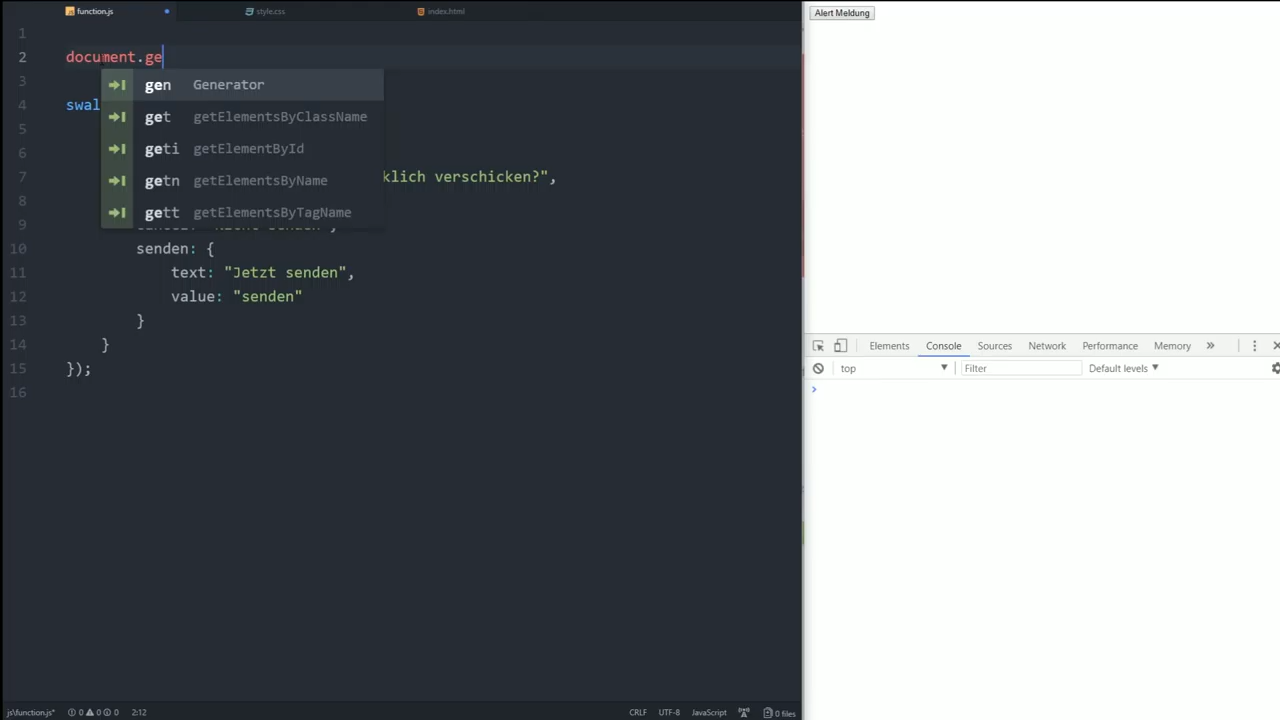 function.js
style.css
index.html
Alert Meldung
1
2 document.ge
gen Generator
3
get getElementsByClassName
4 swal
5
geti getElementById
6
getn getElementsByName
7 klich verschicken?",
8
gett getElementsByTagName
9
10 senden: {
11 text: "Jetzt senden",
12 value: "senden"
13 }
14 }
15 });
16
Elements Console Sources Network Performance Memory »
top Filter Default levels
js\function.js* 0 0 0 2:12 CRLF UTF-8 JavaScript 0 files